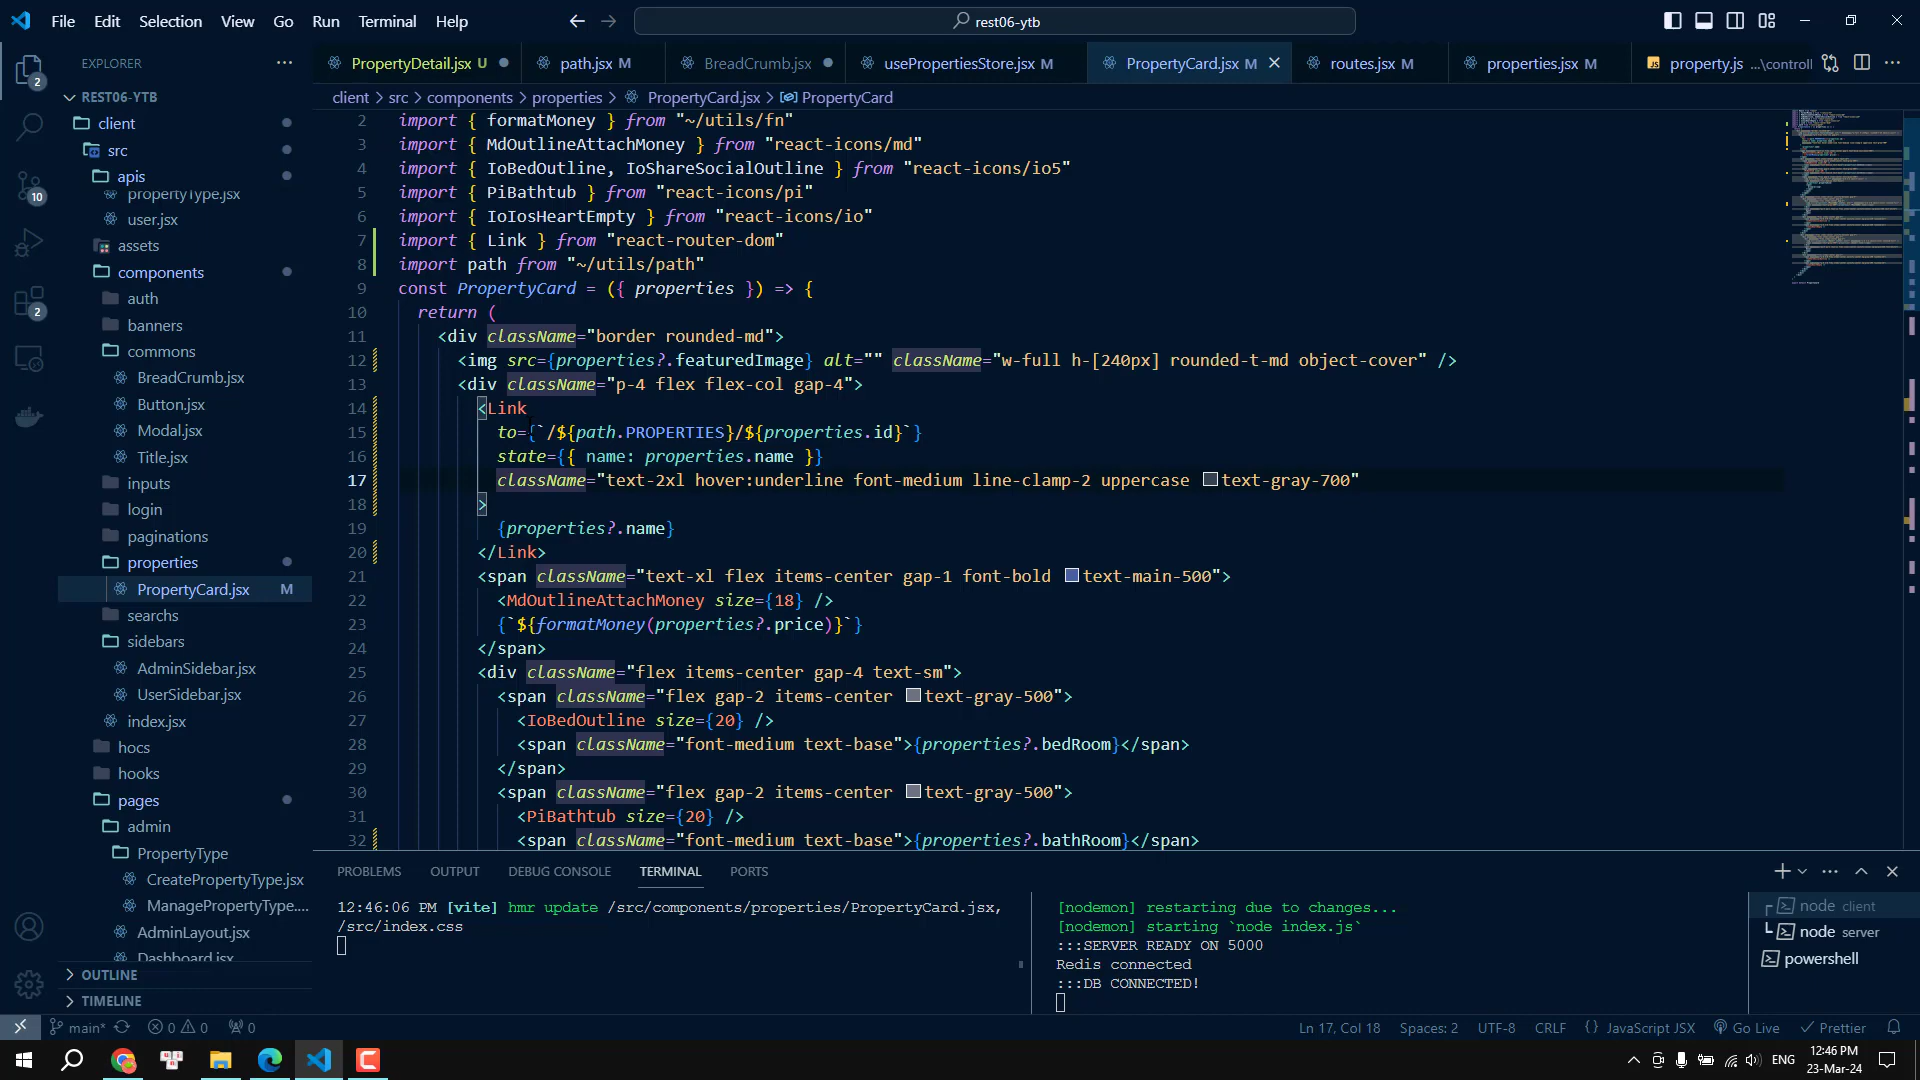 File Edit Selection View Go Run Terminal Help
rest06-ytb
EXPLORER
REST06-YTB
client
src
apis
propertyType.jsx
user.jsx
assets
components
auth
banners
commons
BreadCrumb.jsx
Button.jsx
Modal.jsx
Title.jsx
inputs
login
paginations
properties
PropertyCard.jsx M
searchs
sidebars
AdminSidebar.jsx
UserSidebar.jsx
index.jsx
hocs
hooks
pages
admin
PropertyType
CreatePropertyType.jsx
ManagePropertyType....
AdminLayout.jsx
Dashboard.jsx
OUTLINE
TIMELINE
2
10
2
PropertyDetail.jsx U path.jsx M BreadCrumb.jsx usePropertiesStore.jsx M PropertyCard.jsx M routes.jsx M properties.jsx M property.js ...\controll
client > src > components > properties > PropertyCard.jsx > PropertyCard
2 import { formatMoney } from "~/utils/fn"
3 import { MdOutlineAttachMoney } from "react-icons/md"
4 import { IoBedOutline, IoShareSocialOutline } from "react-icons/io5"
5 import { PiBathtub } from "react-icons/pi"
6 import { IoIosHeartEmpty } from "react-icons/io"
7 import { Link } from "react-router-dom"
8 import path from "~/utils/path"
9 const PropertyCard = ({ properties }) => {
10 return (
11 <div className="border rounded-md">
12 <img src={properties?.featuredImage} alt="" className="w-full h-[240px] rounded-t-md object-cover" />
13 <div className="p-4 flex flex-col gap-4">
14 <Link
15 to={`/${path.PROPERTIES}/${properties.id}`}
16 state={{ name: properties.name }}
17 className="text-2xl hover:underline font-medium line-clamp-2 uppercase text-gray-700"
18 >
19 {properties?.name}
20 </Link>
21 <span className="text-xl flex items-center gap-1 font-bold text-main-500">
22 <MdOutlineAttachMoney size={18} />
23 {`${formatMoney(properties?.price)}`}
24 </span>
25 <div className="flex items-center gap-4 text-sm">
26 <span className="flex gap-2 items-center text-gray-500">
27 <IoBedOutline size={20} />
28 <span className="font-medium text-base">{properties?.bedRoom}</span>
29 </span>
30 <span className="flex gap-2 items-center text-gray-500">
31 <PiBathtub size={20} />
32 <span className="font-medium text-base">{properties?.bathRoom}</span>
PROBLEMS OUTPUT DEBUG CONSOLE TERMINAL PORTS
12:46:06 PM [vite] hmr update /src/components/properties/PropertyCard.jsx,
/src/index.css
[nodemon] restarting due to changes...
[nodemon] starting `node index.js`
:::SERVER READY ON 5000
Redis connected
:::DB CONNECTED!
node client
node server
powershell
main* 0 0 0 Ln 17, Col 18 Spaces: 2 UTF-8 CRLF { } JavaScript JSX Go Live Prettier
ENG
12:46 PM
23-Mar-24